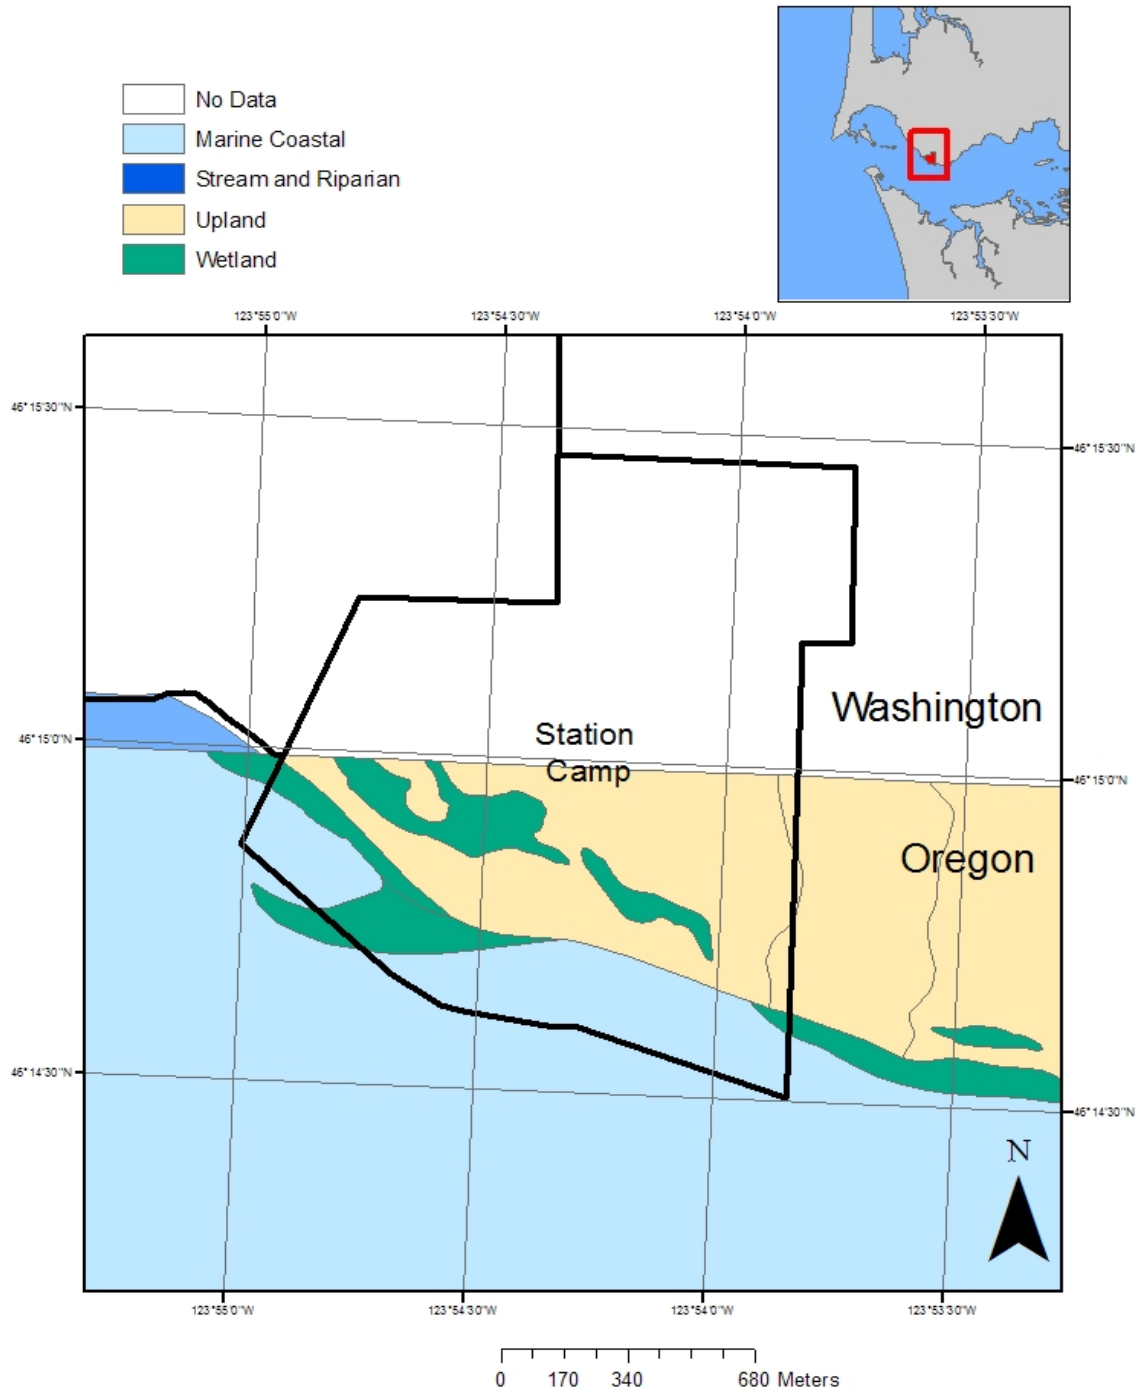 No Data
Marine Coastal
Stream and Riparian
Upland
Wetland
123°55'0"W
123°54'30"W
123°54'0"W
123°53'30"W
46°15'30"N
46°15'30"N
Washington
Station
Camp
46°15'0"N
46°15'0"N
Oregon
46°14'30"N
46°14'30"N
N
123°55'0"W
123°54'30"W
123°54'0"W
123°53'30"W
0 170 340 680 Meters